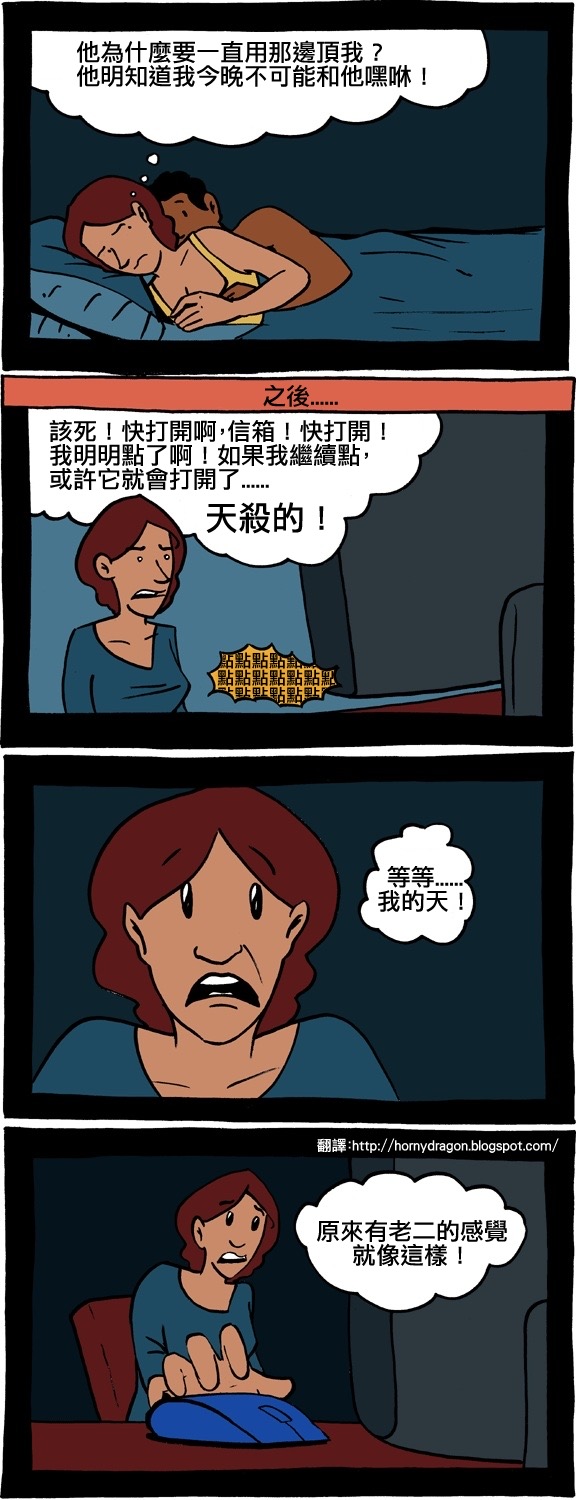 他為什麼要一直用那邊頂我？
他明知道我今晚不可能和他嘿咻！
之後……
該死！快打開啊，信箱！快打開！
我明明點了啊！如果我繼續點，
或許它就會打開了……
天殺的！
點點點點點點
點點點點點點點
點點點點點點
等等……
我的天！
翻譯：http://hornydragon.blogspot.com/
原來有老二的感覺
就像這樣！